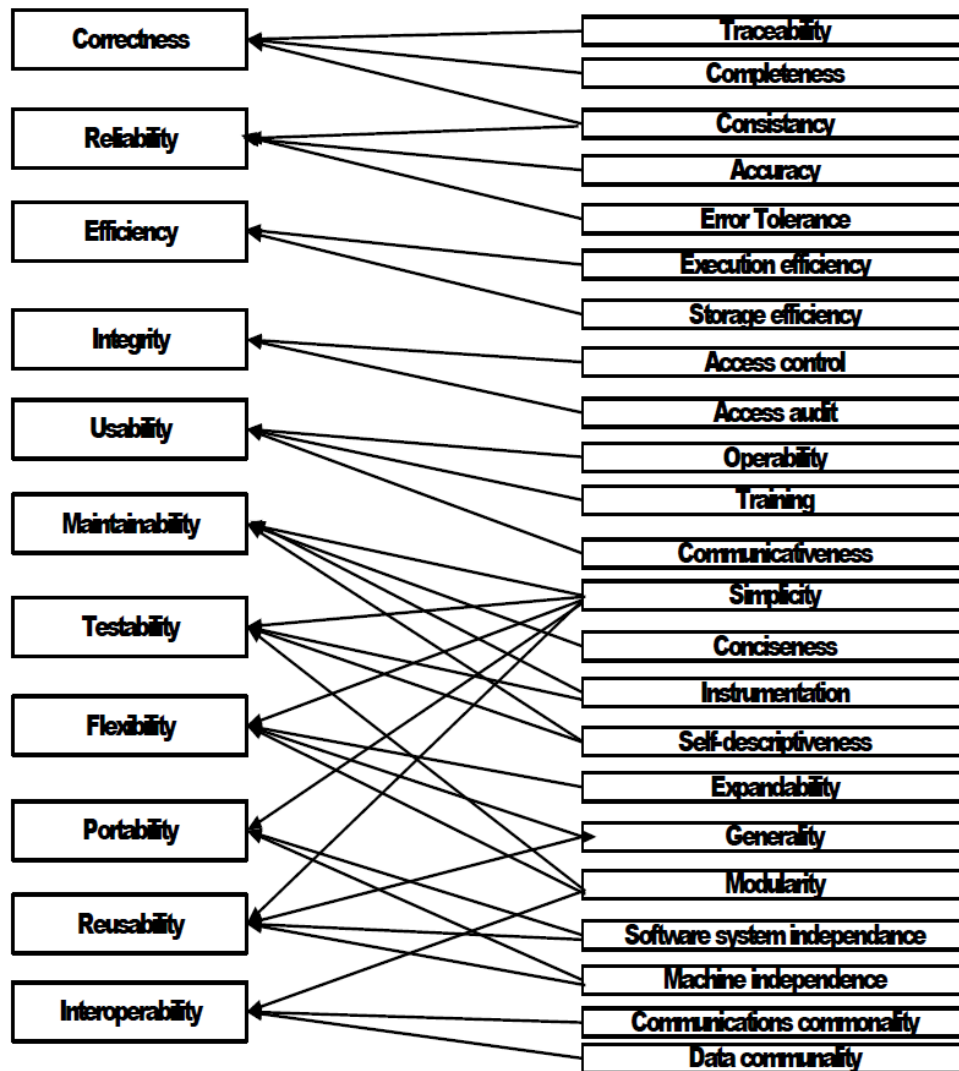 Correctness
Reliability
Efficiency
Integrity
Usability
Maintainability
Testability
Flexibility
Portability
Reusability
Interoperability
Traceability
Completeness
Consistancy
Accuracy
Error Tolerance
Execution efficiency
Storage efficiency
Access control
Access audit
Operability
Training
Communicativeness
Simplicity
Conciseness
Instrumentation
Self-descriptiveness
Expandability
Generality
Modularity
Software system independance
Machine independence
Communications commonality
Data communality